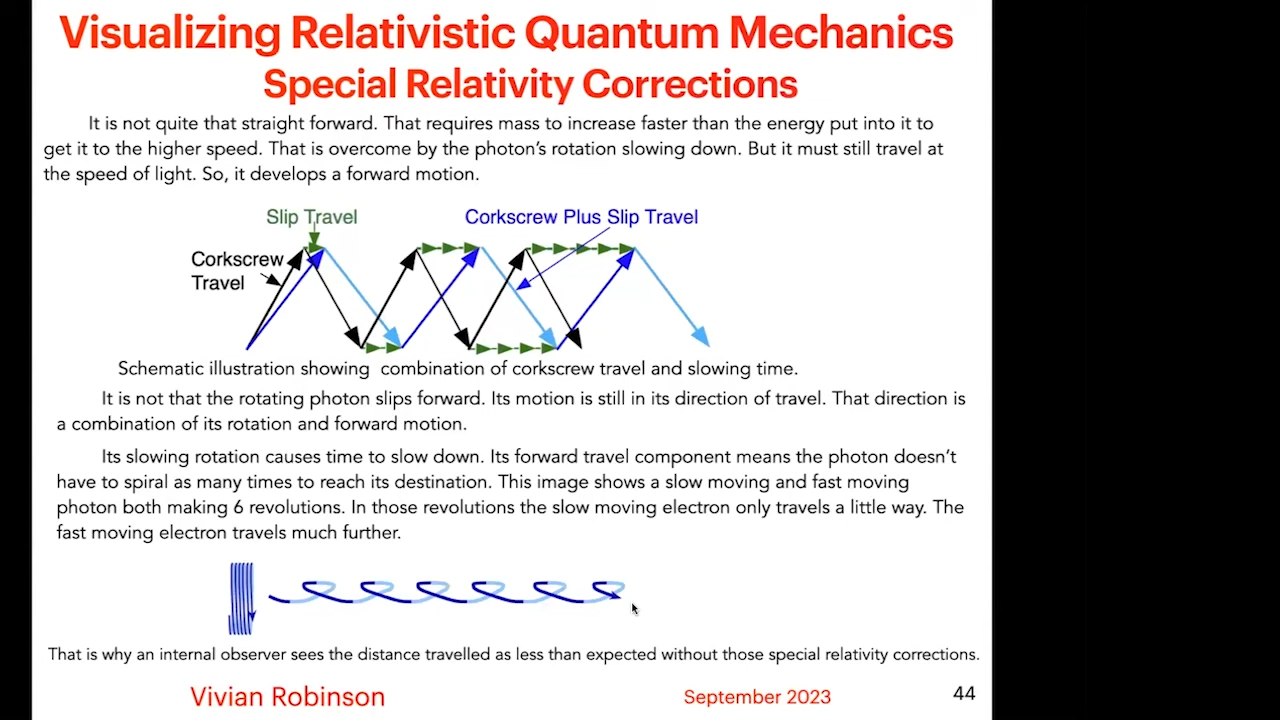 Visualizing Relativistic Quantum Mechanics
Special Relativity Corrections
It is not quite that straight forward. That requires mass to increase faster than the energy put into it to
get it to the higher speed. That is overcome by the photon's rotation slowing down. But it must still travel at
the speed of light. So, it develops a forward motion.
Slip Travel
Corkscrew Plus Slip Travel
Corkscrew
Travel
Schematic illustration showing combination of corkscrew travel and slowing time.
It is not that the rotating photon slips forward. Its motion is still in its direction of travel. That direction is
a combination of its rotation and forward motion.
Its slowing rotation causes time to slow down. Its forward travel component means the photon doesn't
have to spiral as many times to reach its destination. This image shows a slow moving and fast moving
photon both making 6 revolutions. In those revolutions the slow moving electron only travels a little way. The
fast moving electron travels much further.
That is why an internal observer sees the distance travelled as less than expected without those special relativity corrections.
Vivian Robinson
September 2023
44